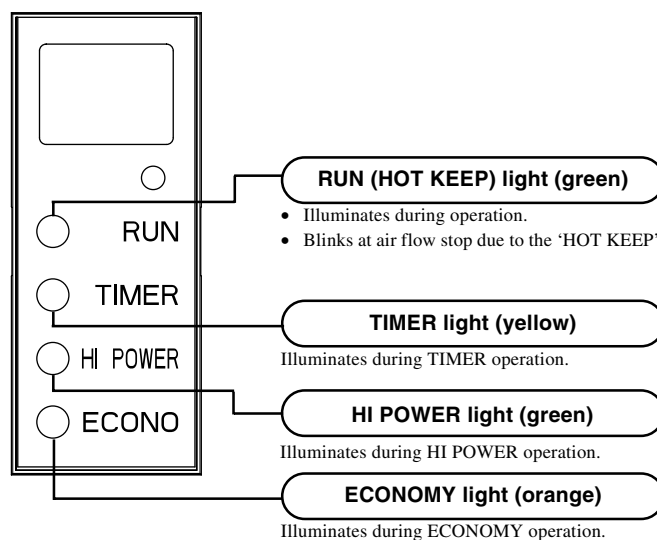 RUN (HOT KEEP) light (green)
• Illuminates during operation.
• Blinks at air flow stop due to the ‘HOT KEEP’
RUN
TIMER
TIMER light (yellow)
Illuminates during TIMER operation.
HI POWER
HI POWER light (green)
Illuminates during HI POWER operation.
ECONO
ECONOMY light (orange)
Illuminates during ECONOMY operation.